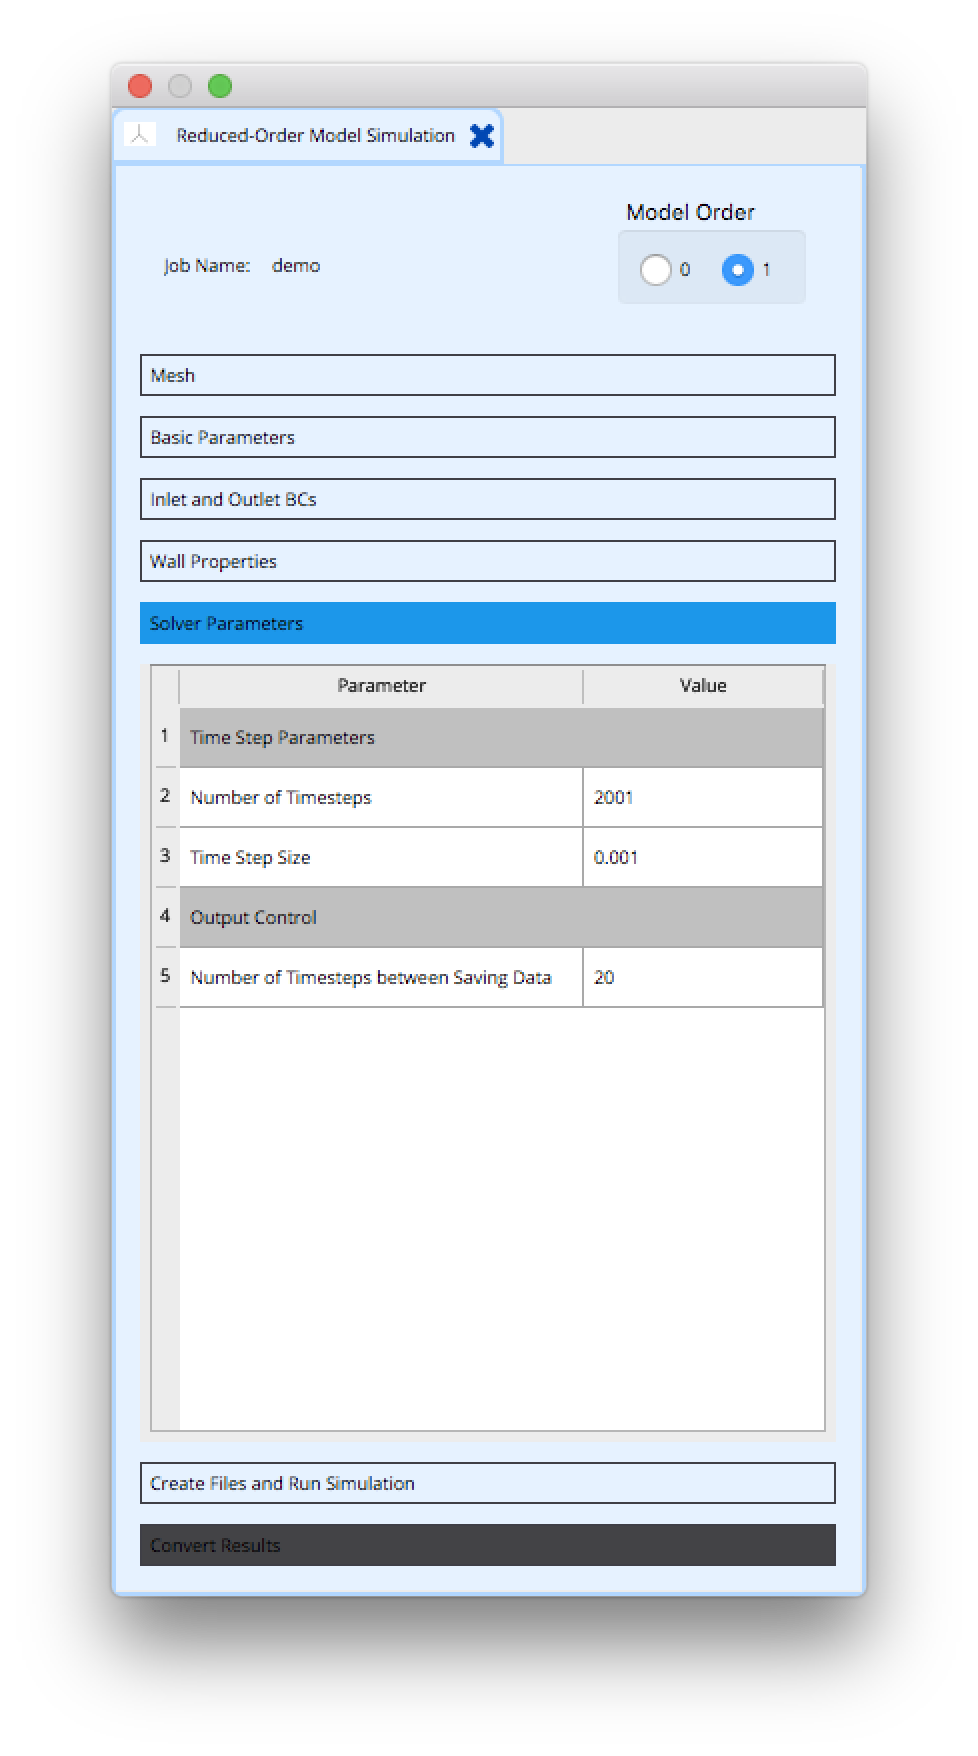 Reduced-Order Model Simulation
Model Order
Job Name: demo
0 1
Mesh
Basic Parameters
Inlet and Outlet BCs
Wall Properties
Solver Parameters
Parameter Value
1 Time Step Parameters
2 Number of Timesteps 2001
3 Time Step Size 0.001
4 Output Control
5 Number of Timesteps between Saving Data 20
Create Files and Run Simulation
Convert Results